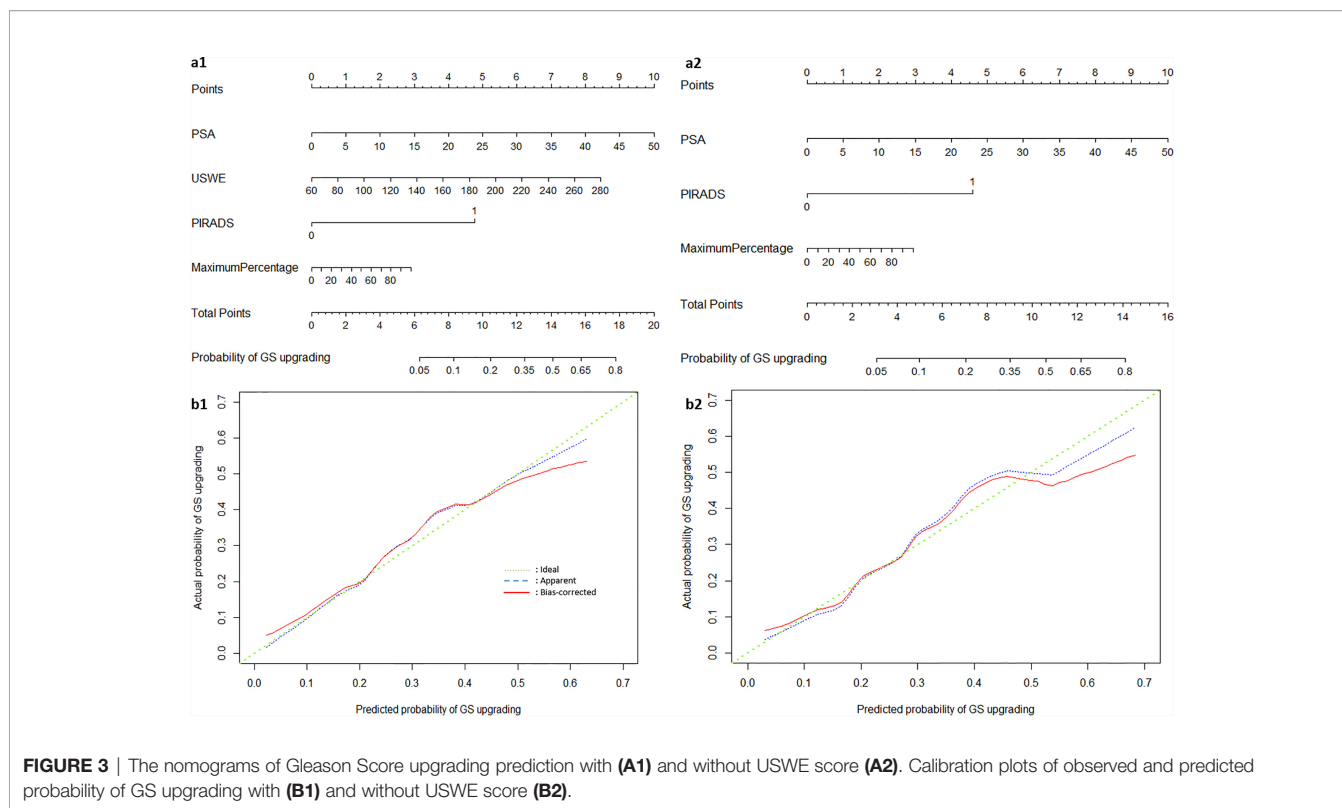 a1
Points
0 1 2 3 4 5 6 7 8 9 10
PSA
0 5 10 15 20 25 30 35 40 45 50
USWE
60 80 100 120 140 160 180 200 220 240 260 280
PIRADS
1
0
MaximumPercentage
0 20 40 60 80
Total Points
0 2 4 6 8 10 12 14 16 18 20
Probability of GS upgrading
0.05 0.1 0.2 0.35 0.5 0.65 0.8
a2
Points
0 1 2 3 4 5 6 7 8 9 10
PSA
0 5 10 15 20 25 30 35 40 45 50
PIRADS
1
0
MaximumPercentage
0 20 40 60 80
Total Points
0 2 4 6 8 10 12 14 16
Probability of GS upgrading
0.05 0.1 0.2 0.35 0.5 0.65 0.8
b1
Actual probability of GS upgrading
0.7
0.6
0.5
0.4
0.3
0.2
0.1
0.0
: Ideal
: Apparent
: Bias-corrected
0.0 0.1 0.2 0.3 0.4 0.5 0.6 0.7
Predicted probability of GS upgrading
b2
Actual probability of GS upgrading
0.7
0.6
0.5
0.4
0.3
0.2
0.1
0.0
0.0 0.1 0.2 0.3 0.4 0.5 0.6 0.7
Predicted probability of GS upgrading
FIGURE 3 | The nomograms of Gleason Score upgrading prediction with (A1) and without USWE score (A2). Calibration plots of observed and predicted
probability of GS upgrading with (B1) and without USWE score (B2).